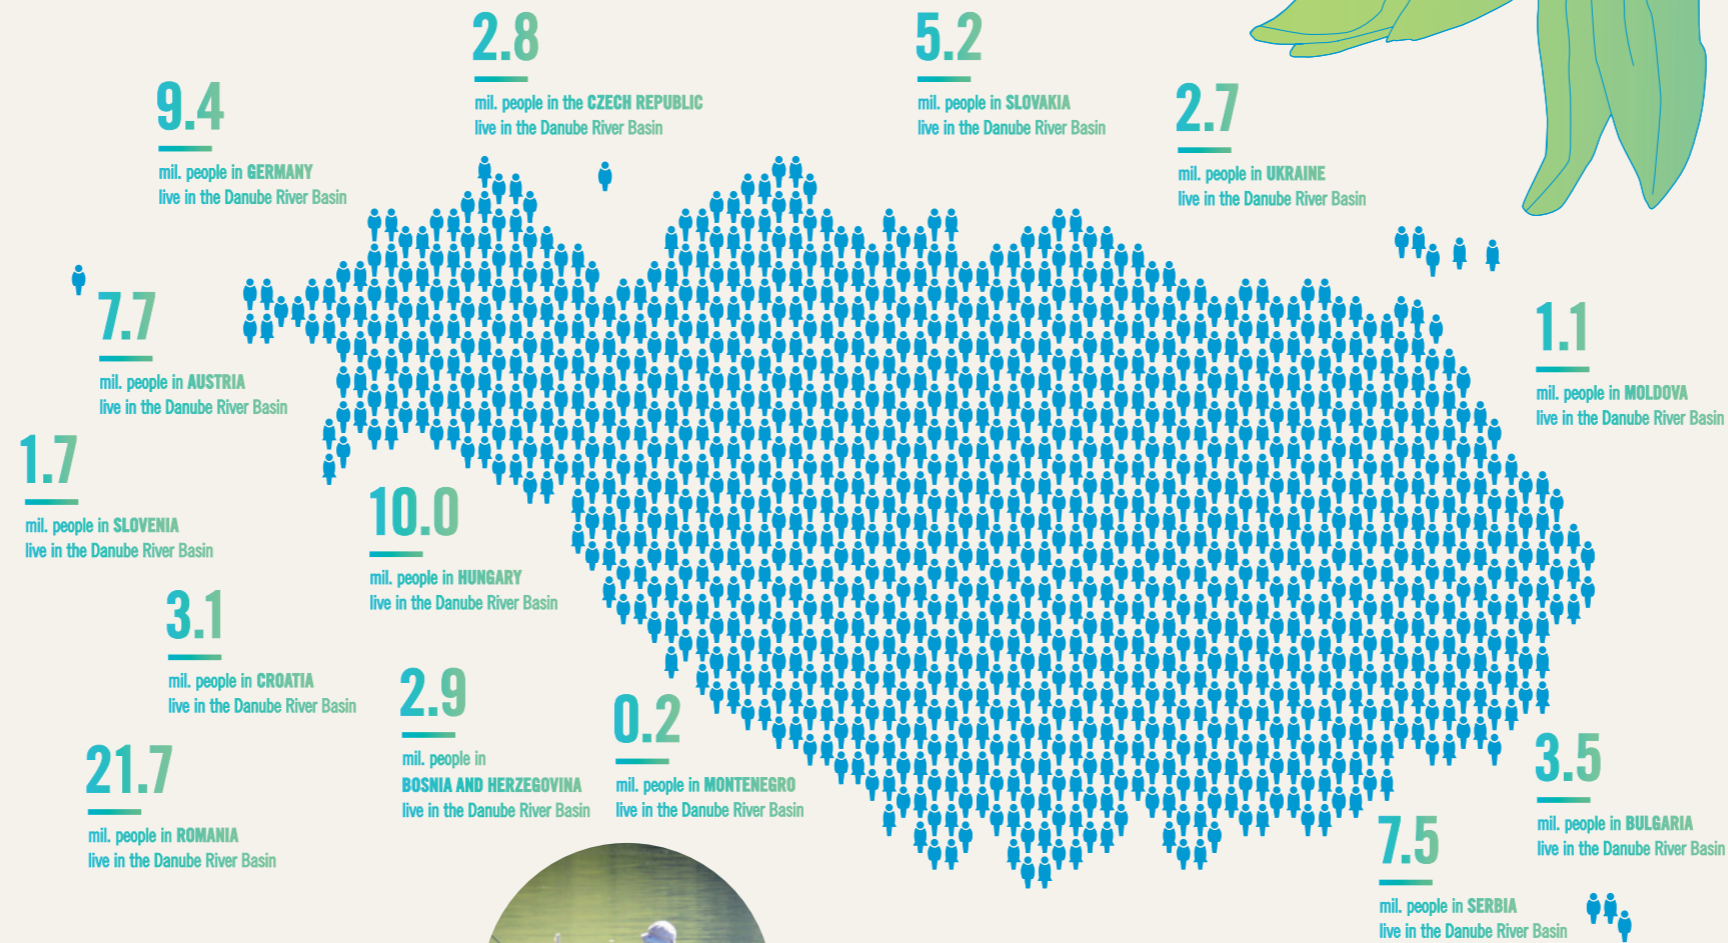 2.8
mil. people in the CZECH REPUBLIC
live in the Danube River Basin
5.2
mil. people in SLOVAKIA
live in the Danube River Basin
9.4
mil. people in GERMANY
live in the Danube River Basin
2.7
mil. people in UKRAINE
live in the Danube River Basin
7.7
mil. people in AUSTRIA
live in the Danube River Basin
1.1
mil. people in MOLDOVA
live in the Danube River Basin
1.7
mil. people in SLOVENIA
live in the Danube River Basin
10.0
mil. people in HUNGARY
live in the Danube River Basin
3.1
mil. people in CROATIA
live in the Danube River Basin
2.9
mil. people in
BOSNIA AND HERZEGOVINA
live in the Danube River Basin
0.2
mil. people in MONTENEGRO
live in the Danube River Basin
21.7
mil. people in ROMANIA
live in the Danube River Basin
3.5
mil. people in BULGARIA
live in the Danube River Basin
7.5
mil. people in SERBIA
live in the Danube River Basin